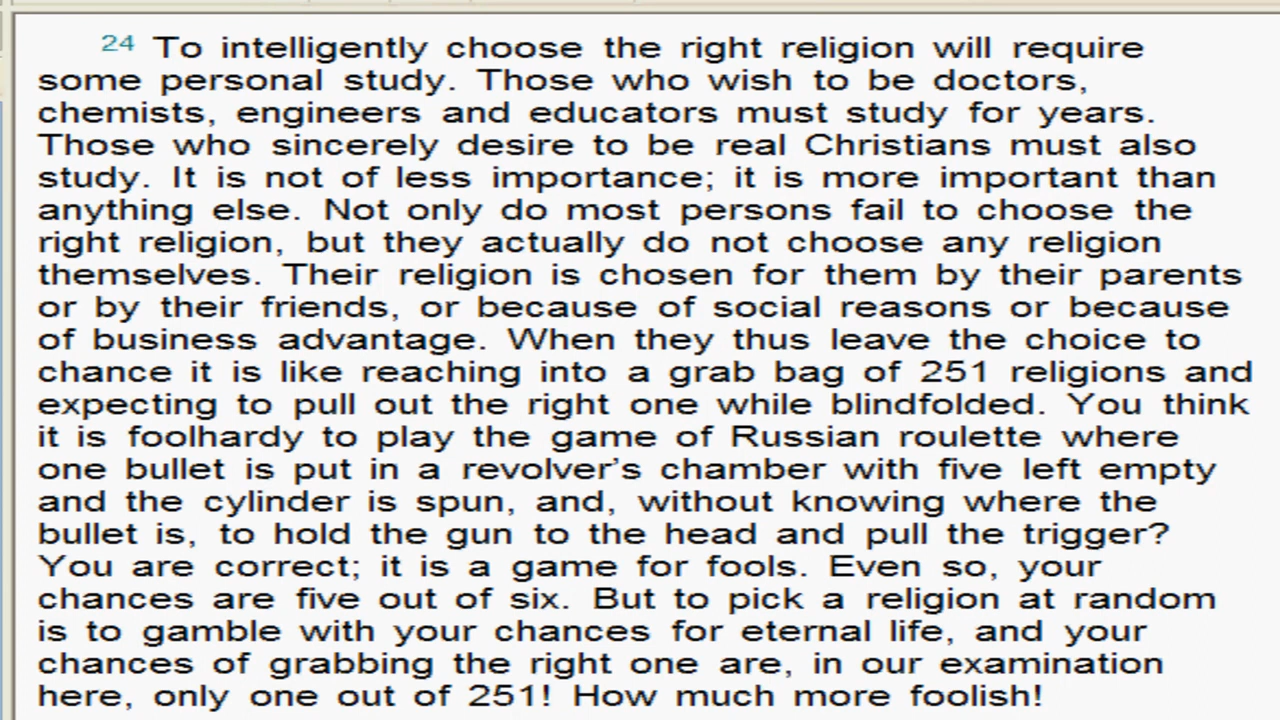 24 To intelligently choose the right religion will require
some personal study. Those who wish to be doctors,
chemists, engineers and educators must study for years.
Those who sincerely desire to be real Christians must also
study. It is not of less importance; it is more important than
anything else. Not only do most persons fail to choose the
right religion, but they actually do not choose any religion
themselves. Their religion is chosen for them by their parents
or by their friends, or because of social reasons or because
of business advantage. When they thus leave the choice to
chance it is like reaching into a grab bag of 251 religions and
expecting to pull out the right one while blindfolded. You think
it is foolhardy to play the game of Russian roulette where
one bullet is put in a revolver’s chamber with five left empty
and the cylinder is spun, and, without knowing where the
bullet is, to hold the gun to the head and pull the trigger?
You are correct; it is a game for fools. Even so, your
chances are five out of six. But to pick a religion at random
is to gamble with your chances for eternal life, and your
chances of grabbing the right one are, in our examination
here, only one out of 251! How much more foolish!